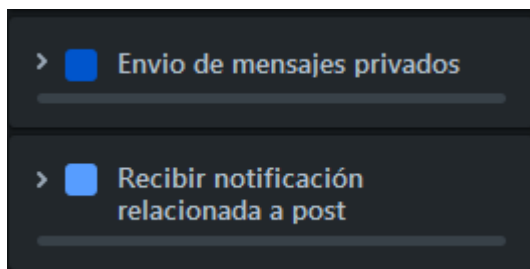 Envio de mensajes privados
Recibir notificación
relacionada a post